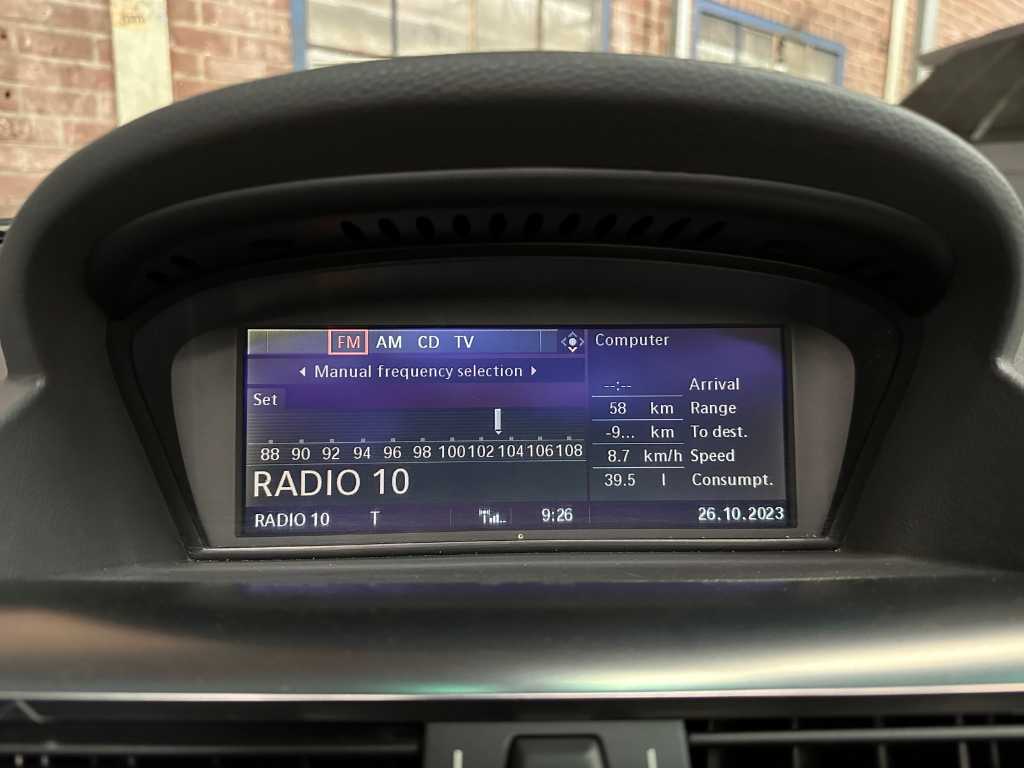 FM AM CD TV
Manual frequency selection
Set
88 90 92 94 96 98 100 102 104 106 108
RADIO 10
RADIO 10 T 9:26
Computer
--:-- Arrival
58 km Range
-9... km To dest.
8.7 km/h Speed
39.5 l Consumpt.
26.10.2023